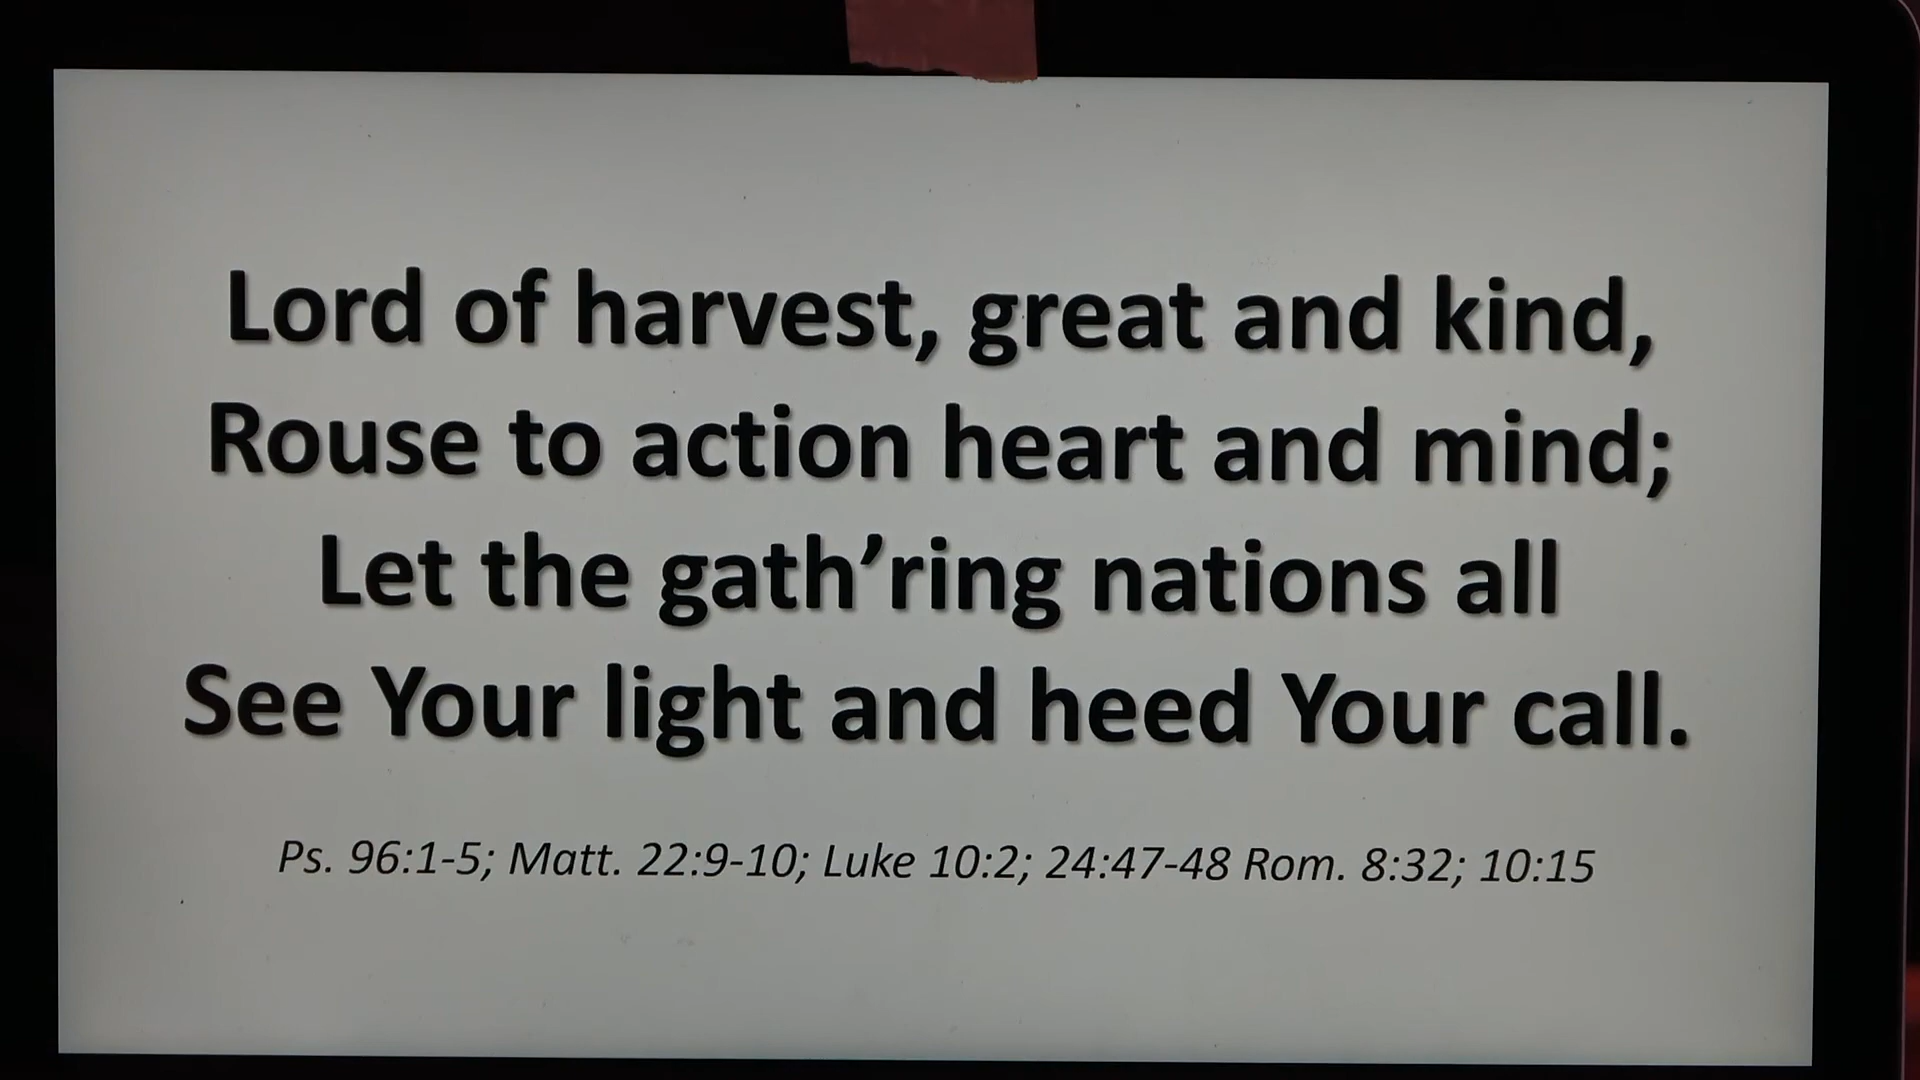 Lord of harvest, great and kind,
Rouse to action heart and mind;
Let the gath’ring nations all
See Your light and heed Your call.
Ps. 96:1-5; Matt. 22:9-10; Luke 10:2; 24:47-48 Rom. 8:32; 10:15